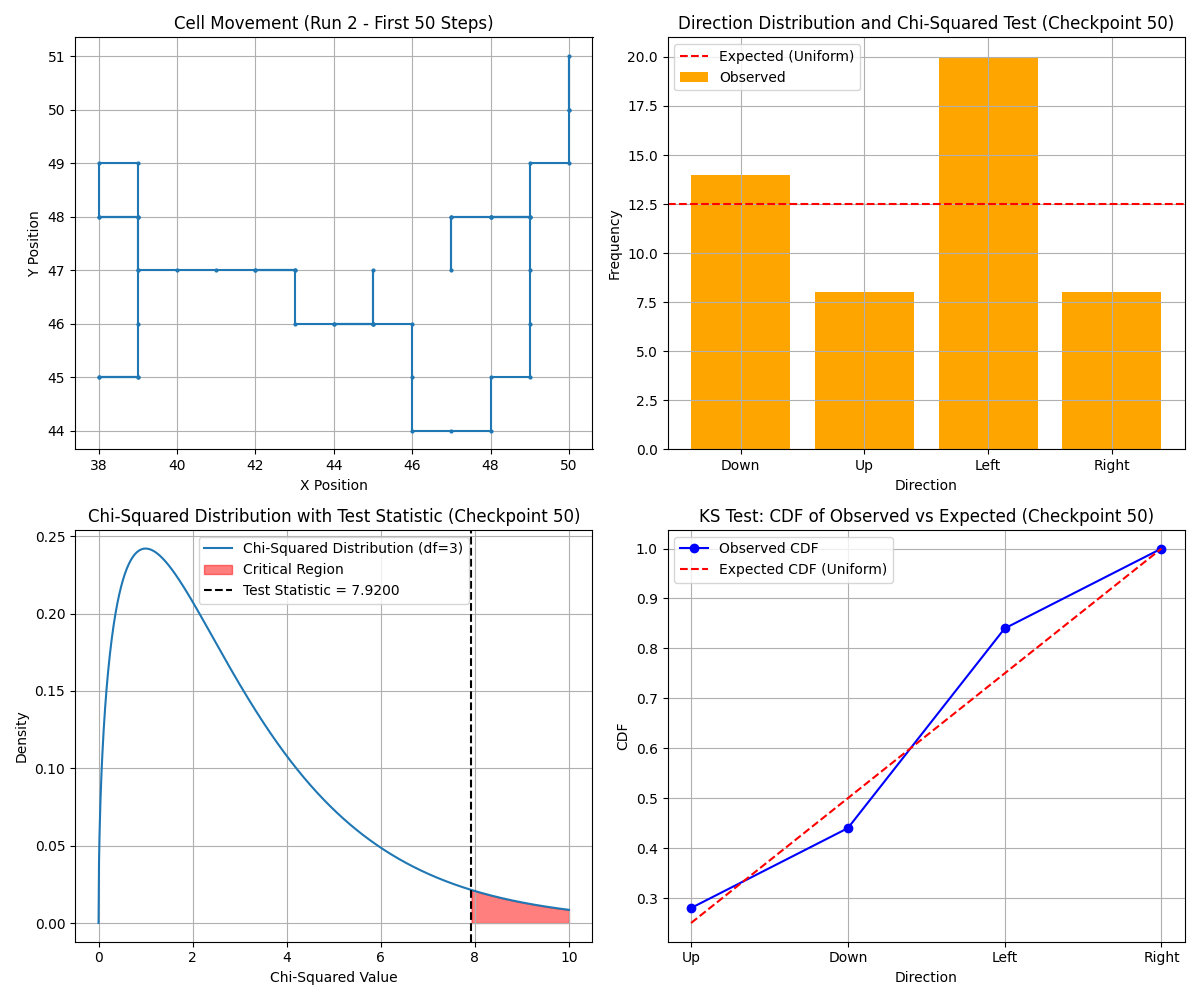 Cell Movement (Run 2 - First 50 Steps)
Y Position
51
50
49
48
47
46
45
44
38 40 42 44 46 48 50
X Position
Direction Distribution and Chi-Squared Test (Checkpoint 50)
Expected (Uniform)
Observed
Frequency
20.0
17.5
15.0
12.5
10.0
7.5
5.0
2.5
0.0
Down Up Left Right
Direction
Chi-Squared Distribution with Test Statistic (Checkpoint 50)
Chi-Squared Distribution (df=3)
Critical Region
Test Statistic = 7.9200
Density
0.25
0.20
0.15
0.10
0.05
0.00
0 2 4 6 8 10
Chi-Squared Value
KS Test: CDF of Observed vs Expected (Checkpoint 50)
Observed CDF
Expected CDF (Uniform)
CDF
1.0
0.9
0.8
0.7
0.6
0.5
0.4
0.3
Up Down Left Right
Direction